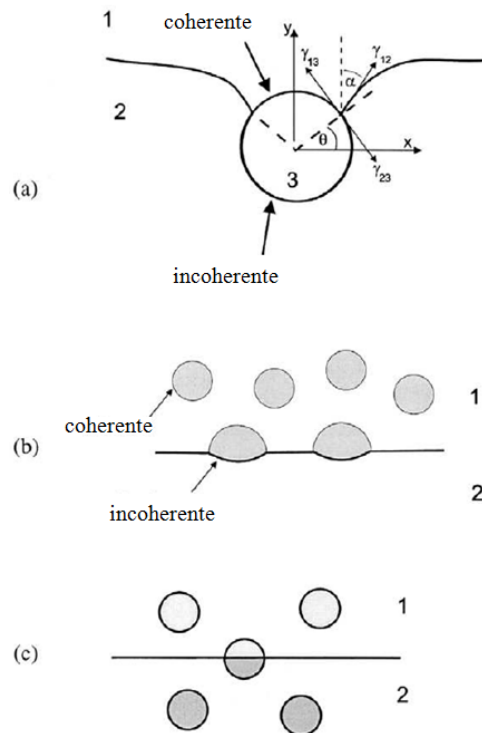 1
coherente
y
γ₁₃
α
γ₁₂
2
θ
x
3
γ₂₃
(a)
incoherente
1
coherente
(b)
incoherente
2
1
(c)
2